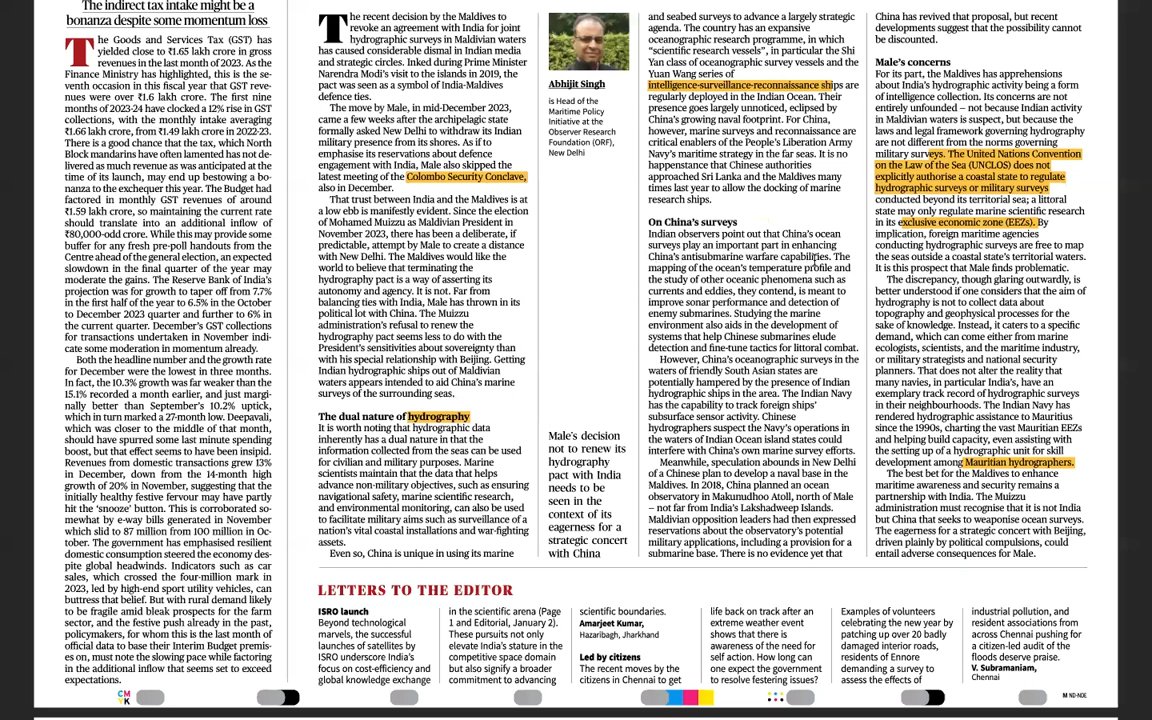 The indirect tax intake might be a
bonanza despite some momentum loss
The Goods and Services Tax (GST) has
yielded close to ₹1.65 lakh crore in gross
revenues in the last month of 2023. As the
Finance Ministry has highlighted, this is the se-
venth occasion in this fiscal year that GST reve-
nues were over ₹1.6 lakh crore. The first nine
months of 2023-24 have clocked a 12% rise in GST
collections, with the monthly intake averaging
₹1.66 lakh crore, from ₹1.49 lakh crore in 2022-23.
There is a good chance that the tax, which North
Block mandarins have often lamented has not de-
livered as much revenue as was anticipated at the
time of its launch, may end up bestowing a bo-
nanza to the exchequer this year. The Budget had
factored in monthly GST revenues of around
₹1.59 lakh crore, so maintaining the current rate
should translate into an additional inflow of
₹80,000-odd crore. While this may provide some
buffer for any fresh pre-poll handouts from the
Centre ahead of the general election, an expected
slowdown in the final quarter of the year may
moderate the gains. The Reserve Bank of India's
projection was for growth to taper off from 7.7%
in the first half of the year to 6.5% in the October
to December 2023 quarter and further to 6% in
the current quarter. December's GST collections
for transactions undertaken in November indi-
cate some moderation in momentum already.
Both the headline number and the growth rate
for December were the lowest in three months.
In fact, the 10.3% growth was far weaker than the
15.1% recorded a month earlier, and just margi-
nally better than September's 10.2% uptick,
which in turn marked a 27-month low. Deepavali,
which was closer to the middle of that month,
should have spurred some last minute spending
boost, but that effect seems to have been insipid.
Revenues from domestic transactions grew 13%
in December, down from the 14-month high
growth of 20% in November, suggesting that the
initially healthy festive fervour may have partly
hit the 'snooze' button. This is corroborated so-
mewhat by e-way bills generated in November
which slid to 87 million from 100 million in Oc-
tober. The government has emphasised resilient
domestic consumption steered the economy des-
pite global headwinds. Indicators such as car
sales, which crossed the four-million mark in
2023, led by high-end sport utility vehicles, can
buttress that belief. But with rural demand likely
to be fragile amid bleak prospects for the farm
sector, and the festive push already in the past,
policymakers, for whom this is the last month of
official data to base their Interim Budget premis-
es on, must note the slowing pace while factoring
in the additional inflow that seems set to exceed
expectations.
The recent decision by the Maldives to
revoke an agreement with India for joint
hydrographic surveys in Maldivian waters
has caused considerable dismal in Indian media
and strategic circles. Inked during Prime Minister
Narendra Modi's visit to the islands in 2019, the
pact was seen as a symbol of India-Maldives
defence ties.
The move by Male, in mid-December 2023,
came a few weeks after the archipelagic state
formally asked New Delhi to withdraw its Indian
military presence from its shores. As if to
emphasise its reservations about defence
engagement with India, Male also skipped the
latest meeting of the Colombo Security Conclave,
also in December.
That trust between India and the Maldives is at
a low ebb is manifestly evident. Since the election
of Mohamed Muizzu as Maldivian President in
November 2023, there has been a deliberate, if
predictable, attempt by Male to create a distance
with New Delhi. The Maldives would like the
world to believe that terminating the
hydrography pact is a way of asserting its
autonomy and agency. It is not. Far from
balancing ties with India, Male has thrown in its
political lot with China. The Muizzu
administration's refusal to renew the
hydrography pact seems less to do with the
President's sensitivities about sovereignty than
with his special relationship with Beijing. Getting
Indian hydrographic ships out of Maldivian
waters appears intended to aid China's marine
surveys of the surrounding seas.
The dual nature of hydrography
It is worth noting that hydrographic data
inherently has a dual nature in that the
information collected from the seas can be used
for civilian and military purposes. Marine
scientists maintain that the data that helps
advance non-military objectives, such as ensuring
navigational safety, marine scientific research,
and environmental monitoring, can also be used
to facilitate military aims such as surveillance of a
nation's vital coastal installations and war-fighting
assets.
Even so, China is unique in using its marine
Abhijit Singh
is Head of the
Maritime Policy
Initiative at the
Observer Research
Foundation (ORF),
New Delhi
Male's decision
not to renew its
hydrography
pact with India
needs to be
seen in the
context of its
eagerness for a
strategic concert
with China
and seabed surveys to advance a largely strategic
agenda. The country has an expansive
oceanographic research programme, in which
“scientific research vessels”, in particular the Shi
Yan class of oceanographic survey vessels and the
Yuan Wang series of
intelligence-surveillance-reconnaissance ships are
regularly deployed in the Indian Ocean. Their
presence goes largely unnoticed, eclipsed by
China's growing naval footprint. For China,
however, marine surveys and reconnaissance are
critical enablers of the People's Liberation Army
Navy's maritime strategy in the far seas. It is no
happenstance that Chinese authorities
approached Sri Lanka and the Maldives many
times last year to allow the docking of marine
research ships.
On China's surveys
Indian observers point out that China's ocean
surveys play an important part in enhancing
China's antisubmarine warfare capabilities. The
mapping of the ocean's temperature profile and
the study of other oceanic phenomena such as
currents and eddies, they contend, is meant to
improve sonar performance and detection of
enemy submarines. Studying the marine
environment also aids in the development of
systems that help Chinese submarines elude
detection and fine-tune tactics for littoral combat.
However, China's oceanographic surveys in the
waters of friendly South Asian states are
potentially hampered by the presence of Indian
hydrographic ships in the area. The Indian Navy
has the capability to track foreign ships'
subsurface sensor activity. Chinese
hydrographers suspect the Navy's operations in
the waters of Indian Ocean island states could
interfere with China's own marine survey efforts.
Meanwhile, speculation abounds in New Delhi
of a Chinese plan to develop a naval base in the
Maldives. In 2018, China planned an ocean
observatory in Makunudhoo Atoll, north of Male
— not far from India's Lakshadweep Islands.
Maldivian opposition leaders had then expressed
reservations about the observatory's potential
military applications, including a provision for a
submarine base. There is no evidence yet that
China has revived that proposal, but recent
developments suggest that the possibility cannot
be discounted.
Male's concerns
For its part, the Maldives has apprehensions
about India's hydrographic activity being a form
of intelligence collection. Its concerns are not
entirely unfounded — not because Indian activity
in Maldivian waters is suspect, but because the
laws and legal framework governing hydrography
are not different from the norms governing
military surveys. The United Nations Convention
on the Law of the Sea (UNCLOS) does not
explicitly authorise a coastal state to regulate
hydrographic surveys or military surveys
conducted beyond its territorial sea; a littoral
state may only regulate marine scientific research
in its exclusive economic zone (EEZs). By
implication, foreign maritime agencies
conducting hydrographic surveys are free to map
the seas outside a coastal state's territorial waters.
It is this prospect that Male finds problematic.
The discrepancy, though glaring outwardly, is
better understood if one considers that the aim of
hydrography is not to collect data about
topography and geophysical processes for the
sake of knowledge. Instead, it caters to a specific
demand, which can come either from marine
ecologists, scientists, and the maritime industry,
or military strategists and national security
planners. That does not alter the reality that
many navies, in particular India's, have an
exemplary track record of hydrographic surveys
in their neighbourhoods. The Indian Navy has
rendered hydrographic assistance to Mauritius
since the 1990s, charting the vast Mauritian EEZs
and helping build capacity, even assisting with
the setting up of a hydrographic unit for skill
development among Mauritian hydrographers.
The best bet for the Maldives to enhance
maritime awareness and security remains a
partnership with India. The Muizzu
administration must recognise that it is not India
but China that seeks to weaponise ocean surveys.
The eagerness for a strategic concert with Beijing,
driven plainly by political compulsions, could
entail adverse consequences for Male.
LETTERS TO THE EDITOR
ISRO launch
Beyond technological
marvels, the successful
launches of satellites by
ISRO underscore India's
focus on cost-efficiency and
global knowledge exchange
in the scientific arena (Page
1 and Editorial, January 2).
These pursuits not only
elevate India's stature in the
competitive space domain
but also signify a broader
commitment to advancing
scientific boundaries.
Amarjeet Kumar,
Hazaribagh, Jharkhand
Led by citizens
The recent moves by the
citizens in Chennai to get
life back on track after an
extreme weather event
shows that there is
awareness of the need for
self action. How long can
one expect the government
to resolve festering issues?
Examples of volunteers
celebrating the new year by
patching up over 20 badly
damaged interior roads,
residents of Ennore
demanding a survey to
assess the effects of
industrial pollution, and
resident associations from
across Chennai pushing for
a citizen-led audit of the
floods deserve praise.
V. Subramaniam,
Chennai
CM
YK
M ND-NDE